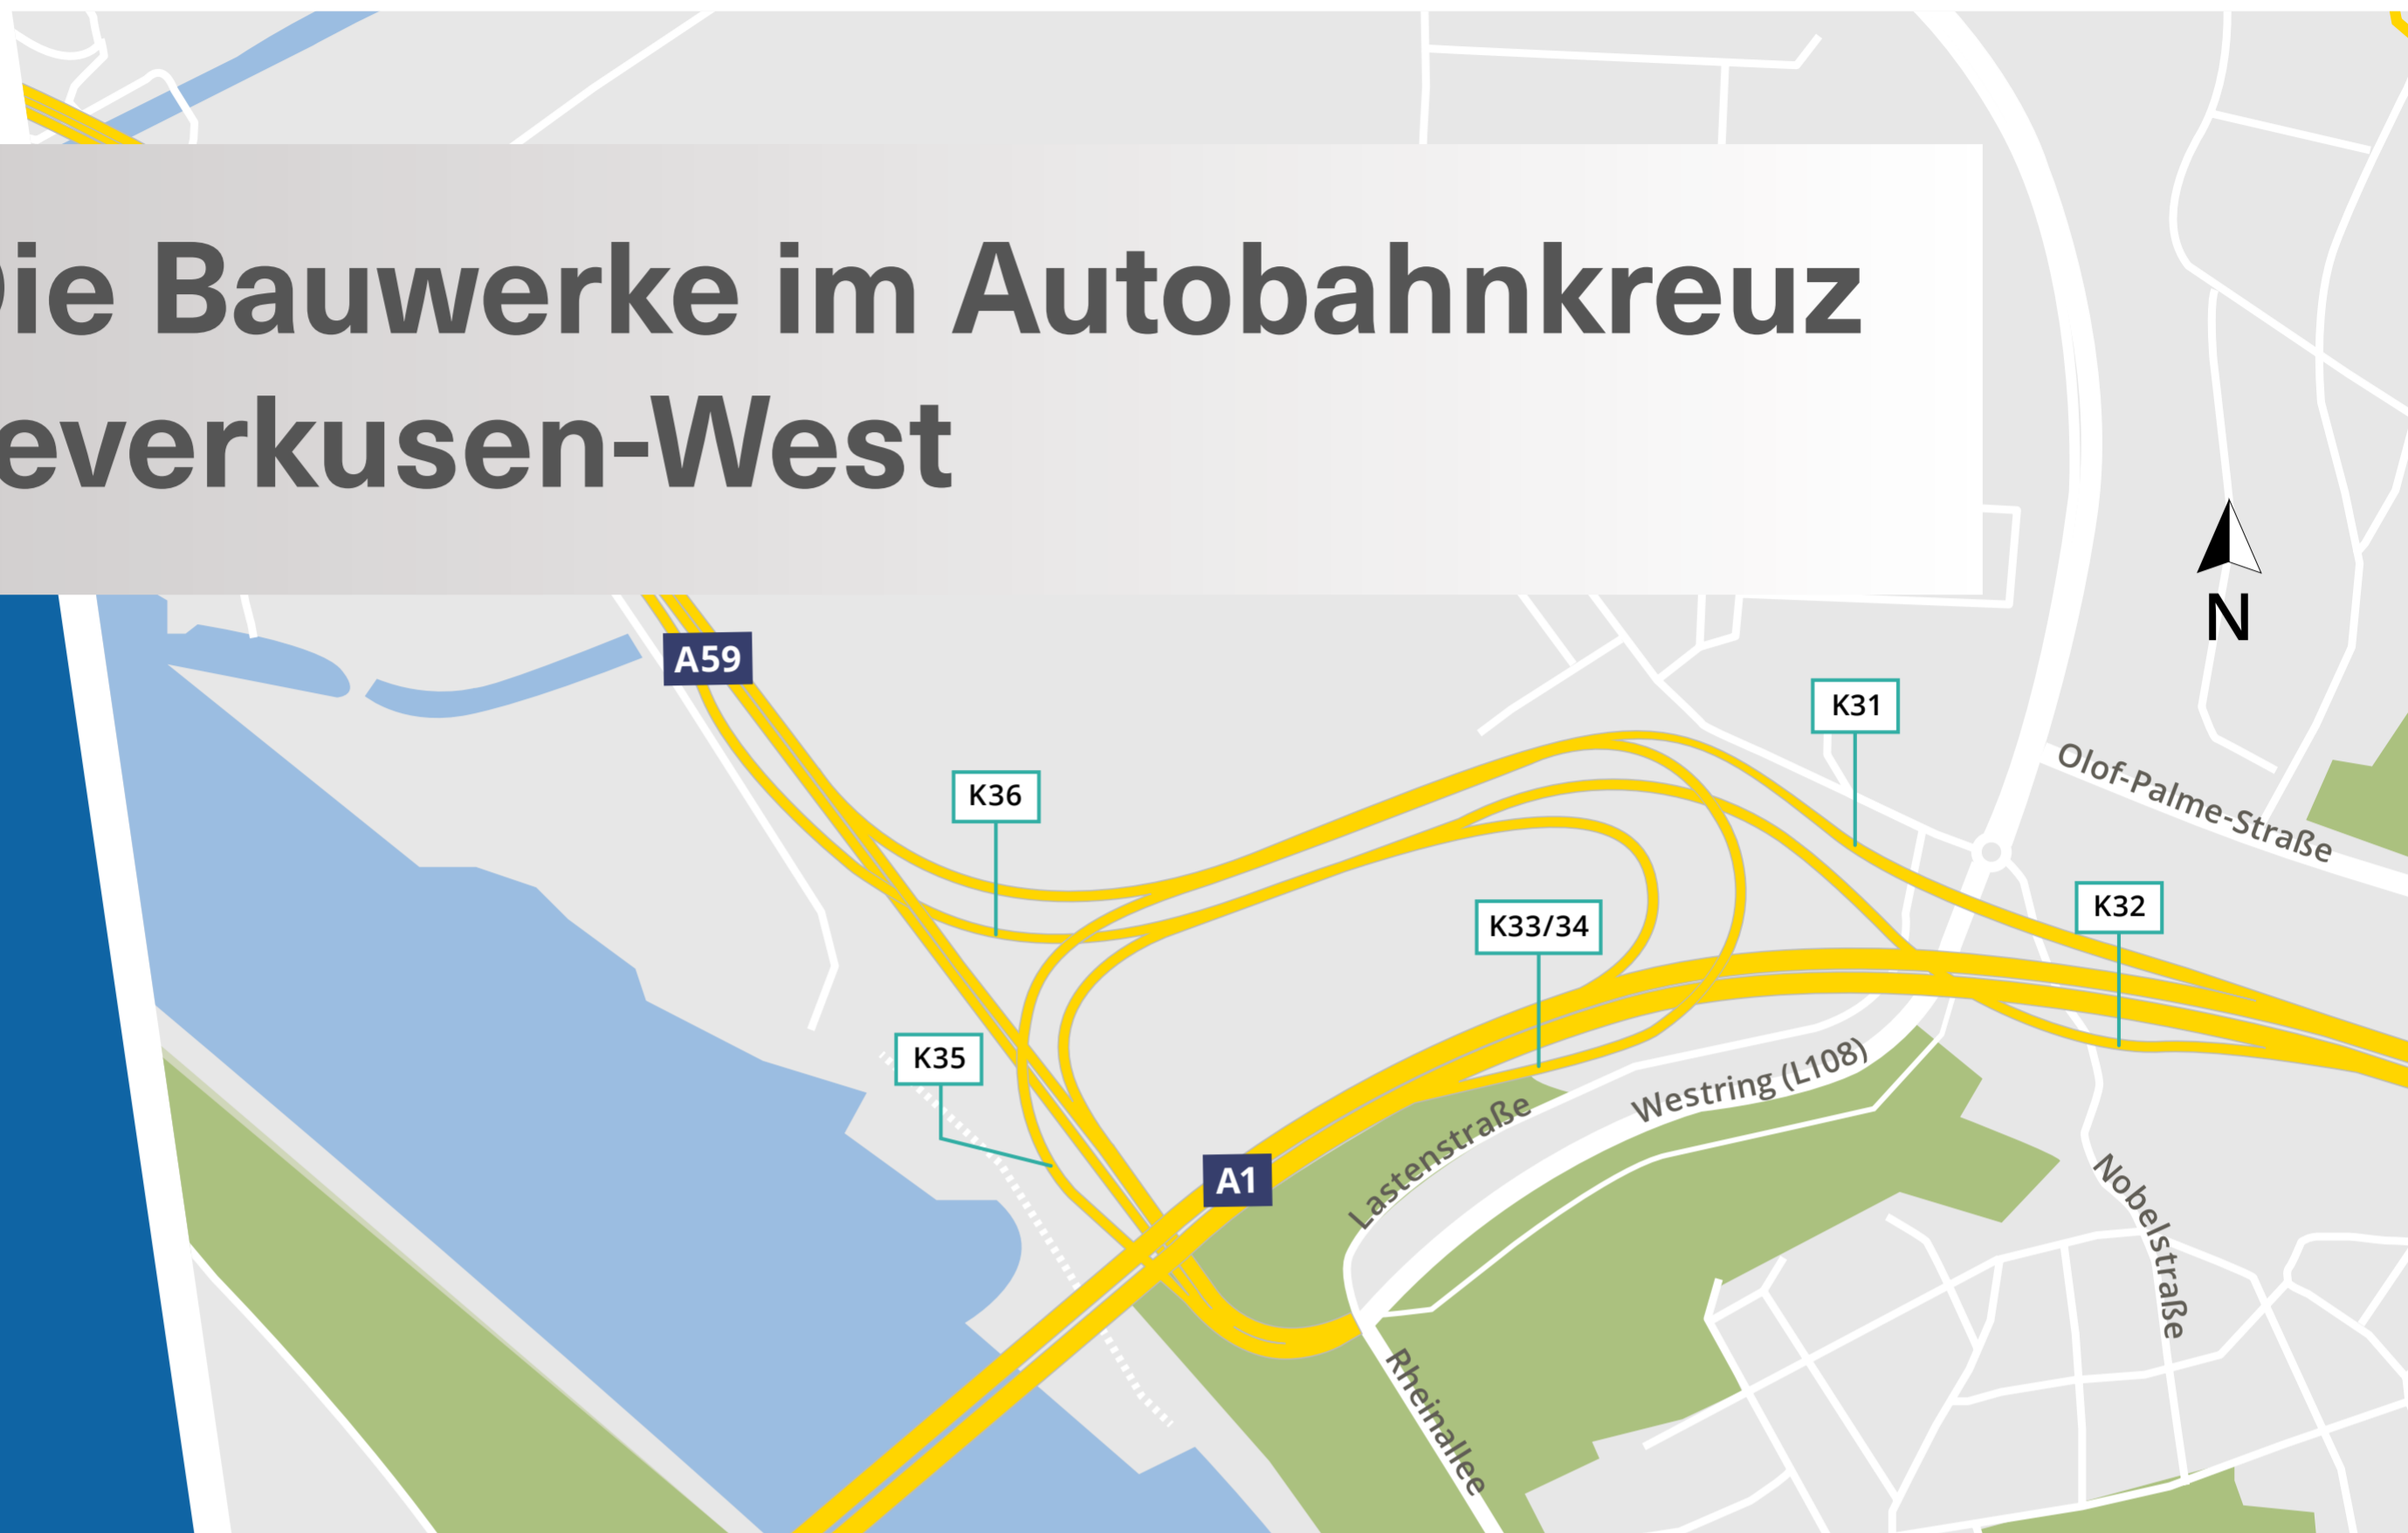 ie Bauwerke im Autobahnkreuz
everkusen-West
A59
K31
N
Olof-Palme-Straße
K36
K32
K33/34
K35
Westring (L108)
Lastenstraße
A1
Nobelstraße
Rheinallee